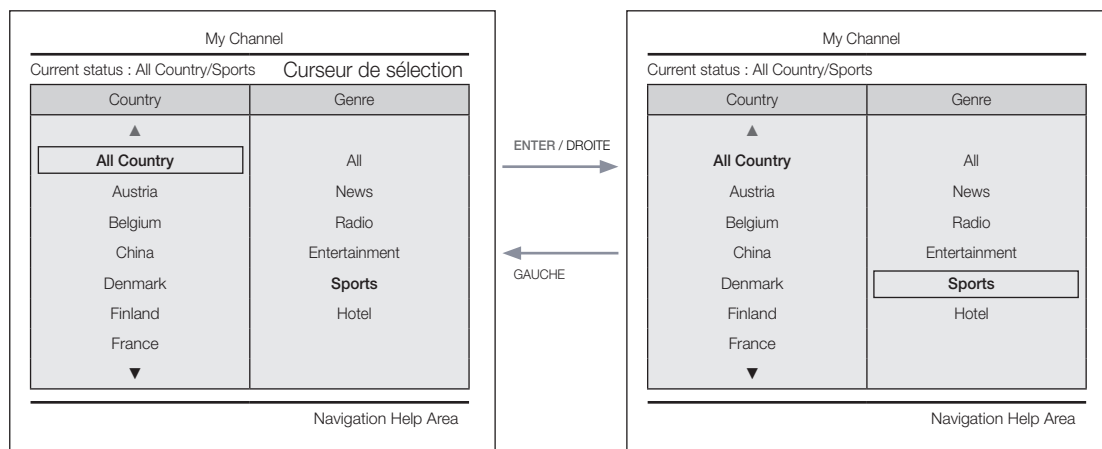 My Channel
Current status : All Country/Sports Curseur de sélection
Country Genre
▲
All Country All
Austria News
Belgium Radio
China Entertainment
Denmark Sports
Finland Hotel
France
▼
Navigation Help Area
ENTER / DROITE
GAUCHE
My Channel
Current status : All Country/Sports
Country Genre
▲
All Country All
Austria News
Belgium Radio
China Entertainment
Denmark Sports
Finland Hotel
France
▼
Navigation Help Area